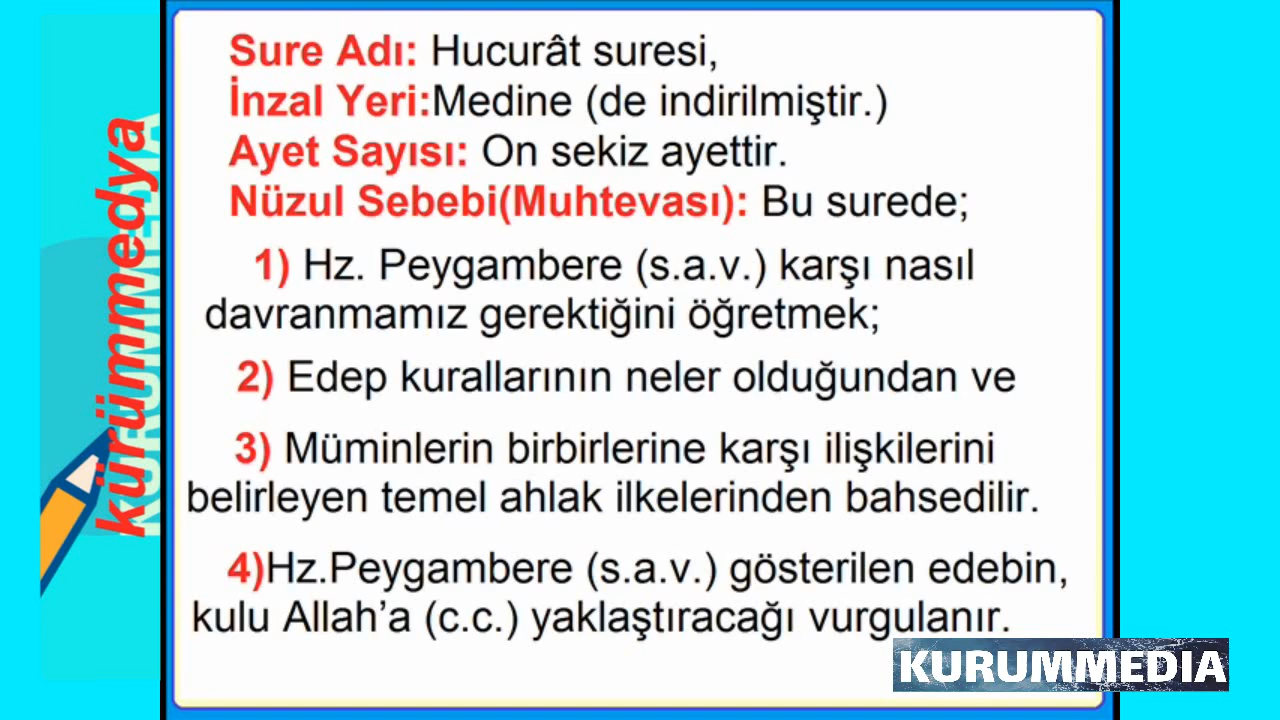 Sure Adı: Hucurât suresi,
İnzal Yeri:Medine (de indirilmiştir.)
Ayet Sayısı: On sekiz ayettir.
Nüzul Sebebi(Muhtevası): Bu surede;
1) Hz. Peygambere (s.a.v.) karşı nasıl
davranmamız gerektiğini öğretmek;
2) Edep kurallarının neler olduğundan ve
3) Müminlerin birbirlerine karşı ilişkilerini
belirleyen temel ahlak ilkelerinden bahsedilir.
4)Hz.Peygambere (s.a.v.) gösterilen edebin,
kulu Allah’a (c.c.) yaklaştıracağı vurgulanır.
kürümmedya
KURUMMEDIA
KURUMMEDIA